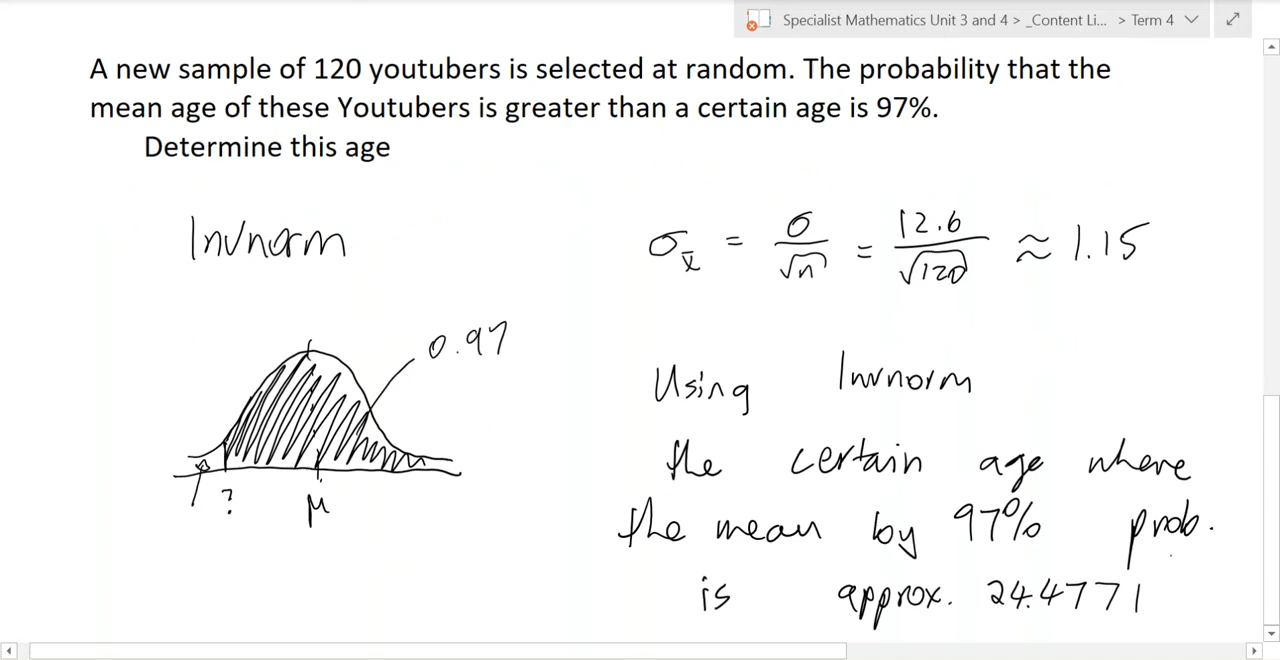 Specialist Mathematics Unit 3 and 4 > _Content Li... > Term 4
A new sample of 120 youtubers is selected at random. The probability that the
mean age of these Youtubers is greater than a certain age is 97%.
Determine this age
Invnorm
σx̄ = σ/√n = 12.6/√120 ≈ 1.15
0.97
? μ
Using Invnorm
the certain age where
the mean by 97% prob.
is approx. 24.4771